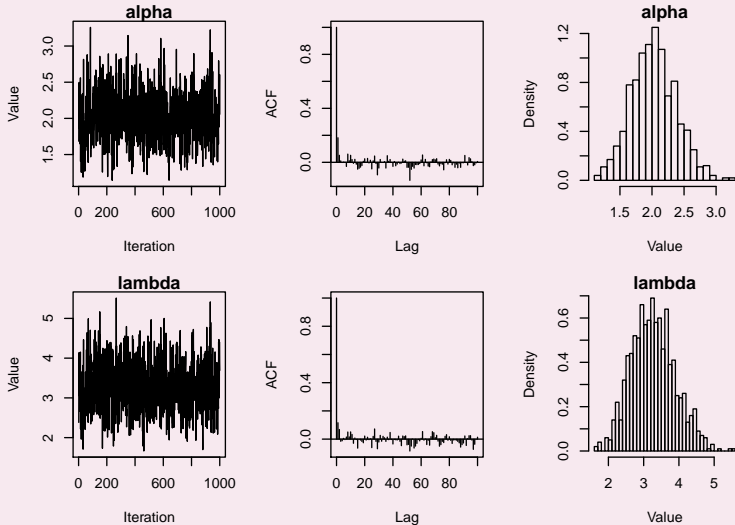 alpha
Value
1.5 2.0 2.5 3.0
0 200 600 1000
Iteration
ACF
0.0 0.4 0.8
0 20 40 60 80
Lag
alpha
Density
0.0 0.4 0.8 1.2
1.5 2.0 2.5 3.0
Value
lambda
Value
2 3 4 5
0 200 600 1000
Iteration
ACF
0.0 0.4 0.8
0 20 40 60 80
Lag
lambda
Density
0.0 0.2 0.4 0.6
2 3 4 5
Value